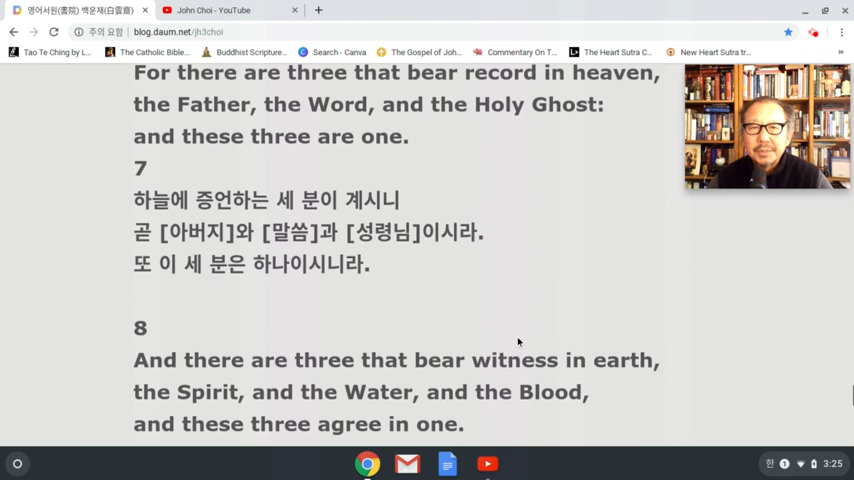 영어서원(書院) 백운재(白雲齋)
John Choi - YouTube
주의 요함
blog.daum.net/jh3choi
Tao Te Ching by L...
The Catholic Bible...
Buddhist Scripture...
Search - Canva
The Gospel of Joh...
Commentary On T...
The Heart Sutra C...
New Heart Sutra tr...
For there are three that bear record in heaven,
the Father, the Word, and the Holy Ghost:
and these three are one.
7
하늘에 증언하는 세 분이 계시니
곧 [아버지]와 [말씀]과 [성령님]이시라.
또 이 세 분은 하나이시니라.
8
And there are three that bear witness in earth,
the Spirit, and the Water, and the Blood,
and these three agree in one.
한
1
3:25